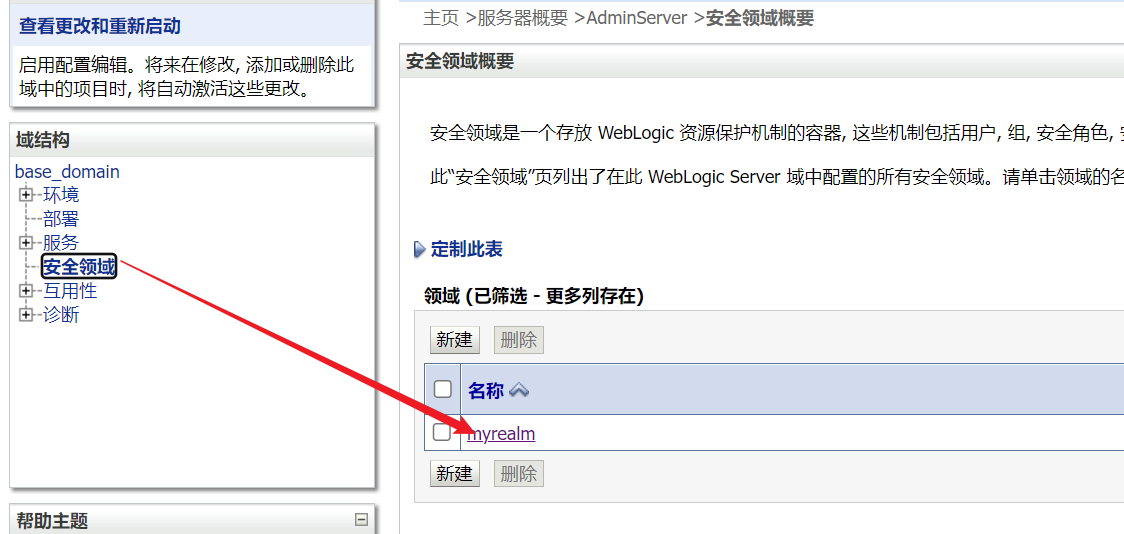 查看更改和重新启动
启用配置编辑。将来在修改, 添加或删除此
域中的项目时, 将自动激活这些更改。
域结构
base_domain
环境
部署
服务
安全领域
互用性
诊断
帮助主题
主页 >服务器概要 >AdminServer >安全领域概要
安全领域概要
安全领域是一个存放 WebLogic 资源保护机制的容器, 这些机制包括用户, 组, 安全角色,
此“安全领域”页列出了在此 WebLogic Server 域中配置的所有安全领域。请单击领域的名
定制此表
领域 (已筛选 - 更多列存在)
新建 删除
名称
myrealm
新建 删除